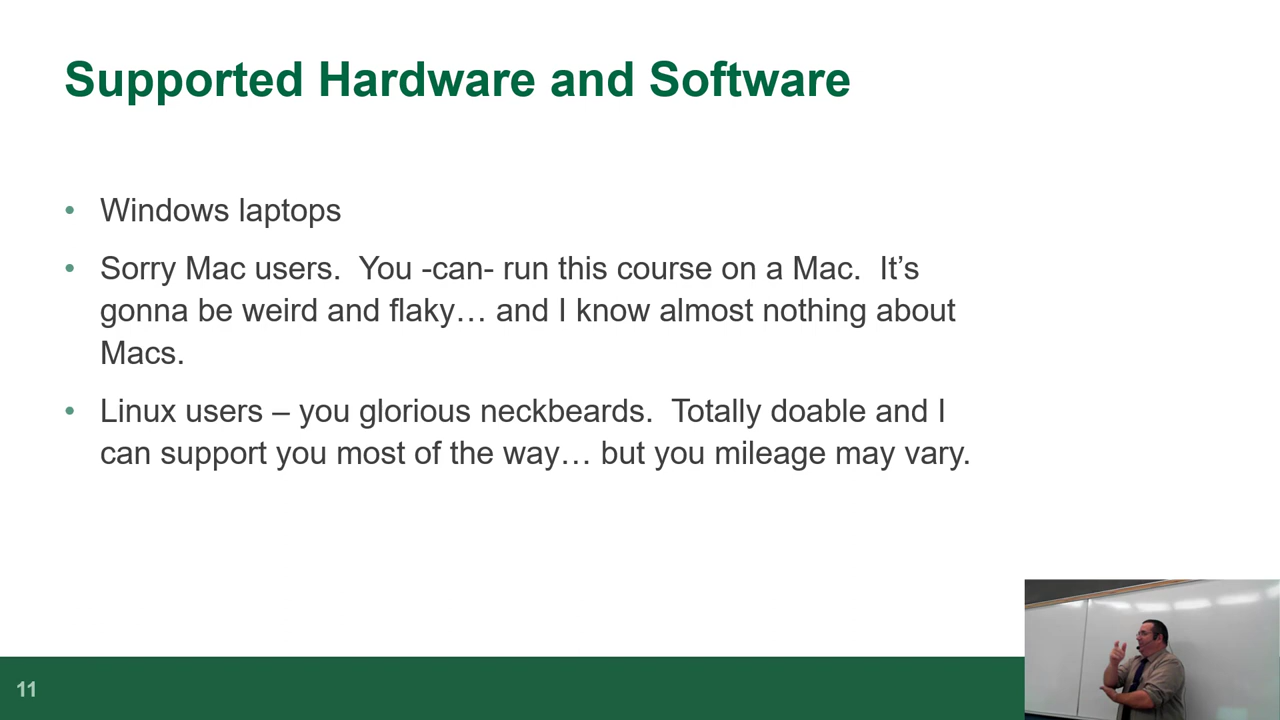 Supported Hardware and Software
• Windows laptops
• Sorry Mac users.  You -can- run this course on a Mac.  It’s
gonna be weird and flaky… and I know almost nothing about
Macs.
• Linux users – you glorious neckbeards.  Totally doable and I
can support you most of the way… but you mileage may vary.
11